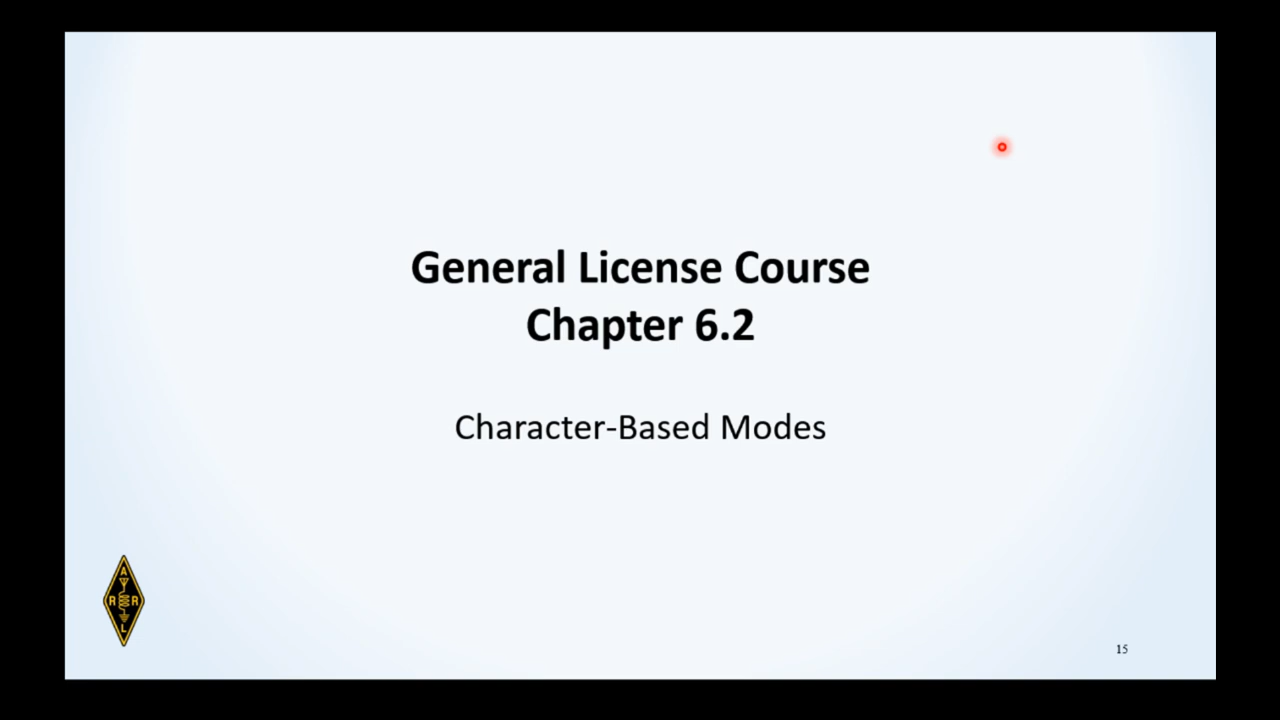 General License Course
Chapter 6.2
Character-Based Modes
A
R R
L
15